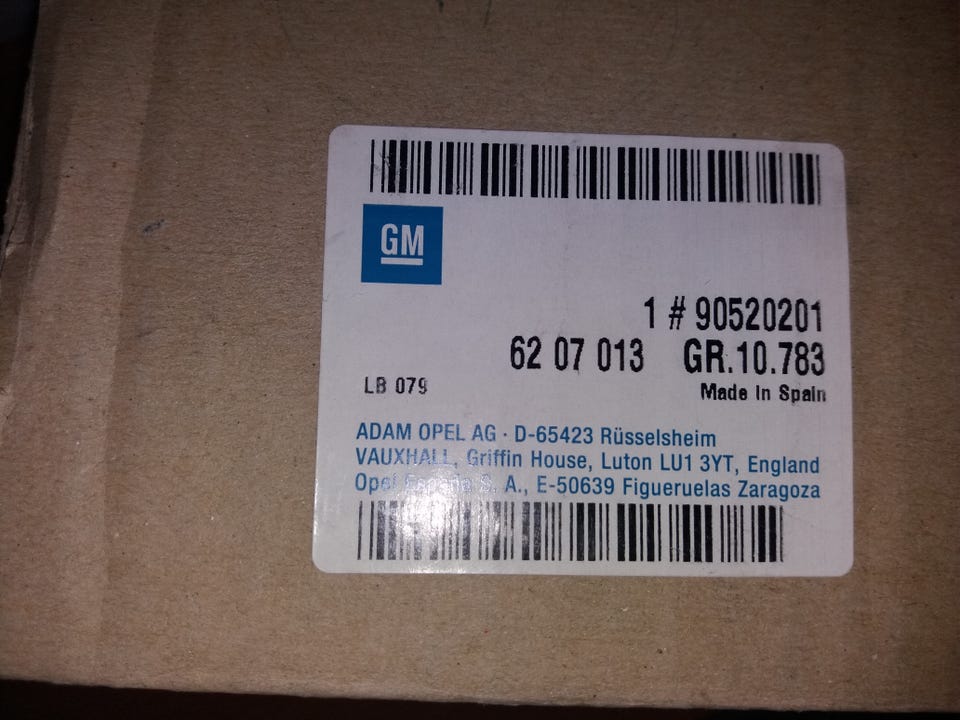 GM
1 # 90520201
62 07 013 GR.10.783
LB 079 Made in Spain
ADAM OPEL AG · D-65423 Rüsselsheim
VAUXHALL, Griffin House, Luton LU1 3YT, England
Opel España S. A., E-50639 Figueruelas Zaragoza